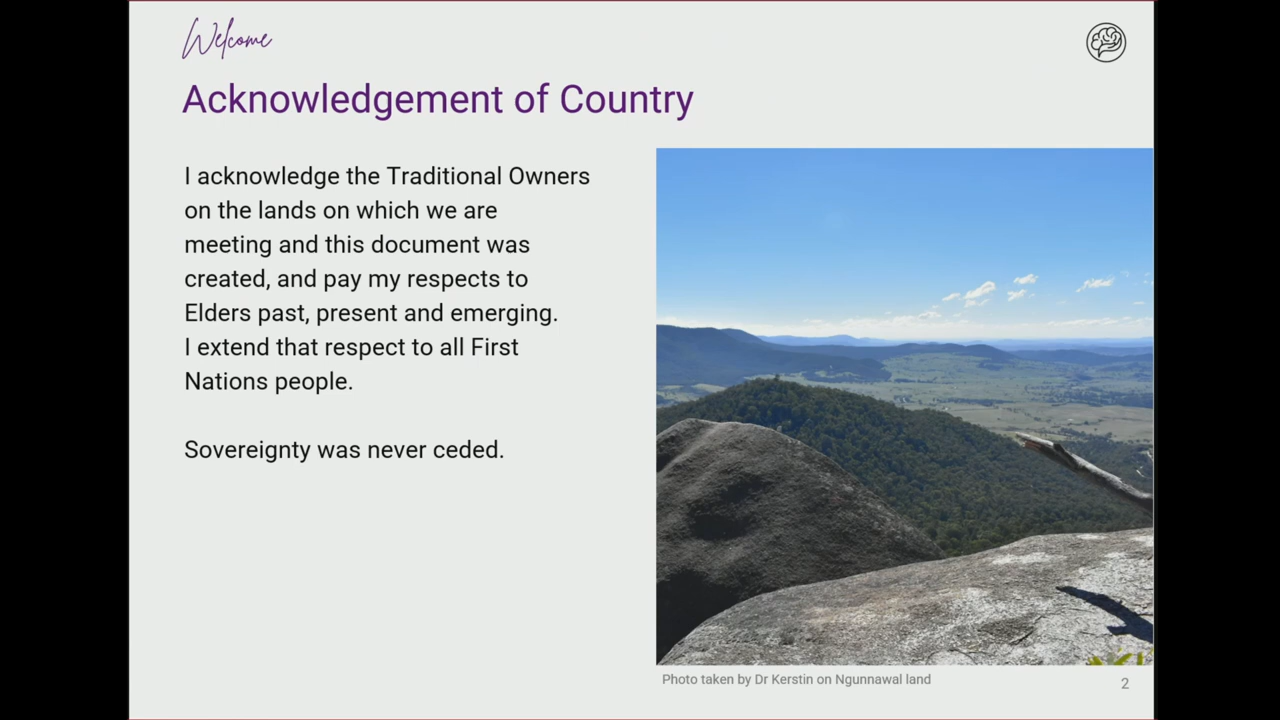 Welcome
Acknowledgement of Country
I acknowledge the Traditional Owners
on the lands on which we are
meeting and this document was
created, and pay my respects to
Elders past, present and emerging.
I extend that respect to all First
Nations people.
Sovereignty was never ceded.
Photo taken by Dr Kerstin on Ngunnawal land
2